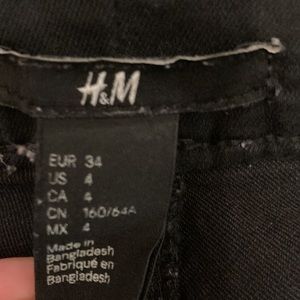 H&M
EUR 34
US 4
CA 4
CN 160/64A
MX 4
Made in
Bangladesh
Fabriqué en
Bangladesh